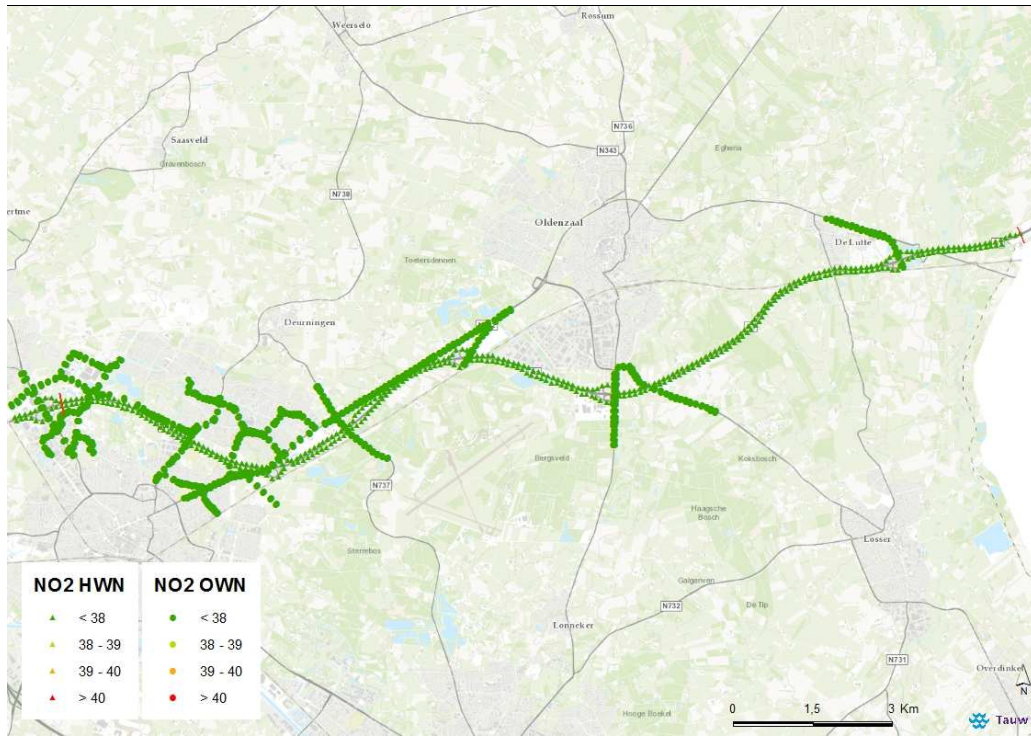 Weerselo
Rossum
N736
Saasveld
Gravenbosch
N343
Egheria
ertme
N738
Oldenzaal
De Lutte
Deurningen
Bergsveld
Koosbosch
N737
Haagsche
Bosch
Losser
Sterrebos
Galgenven
N732
De Tip
Lonneker
N731
Overdinkel
Hooge Boekel
NO2 HWN
NO2 OWN
< 38
< 38
38 - 39
38 - 39
39 - 40
39 - 40
> 40
> 40
0
1,5
3 Km
N
Tauw